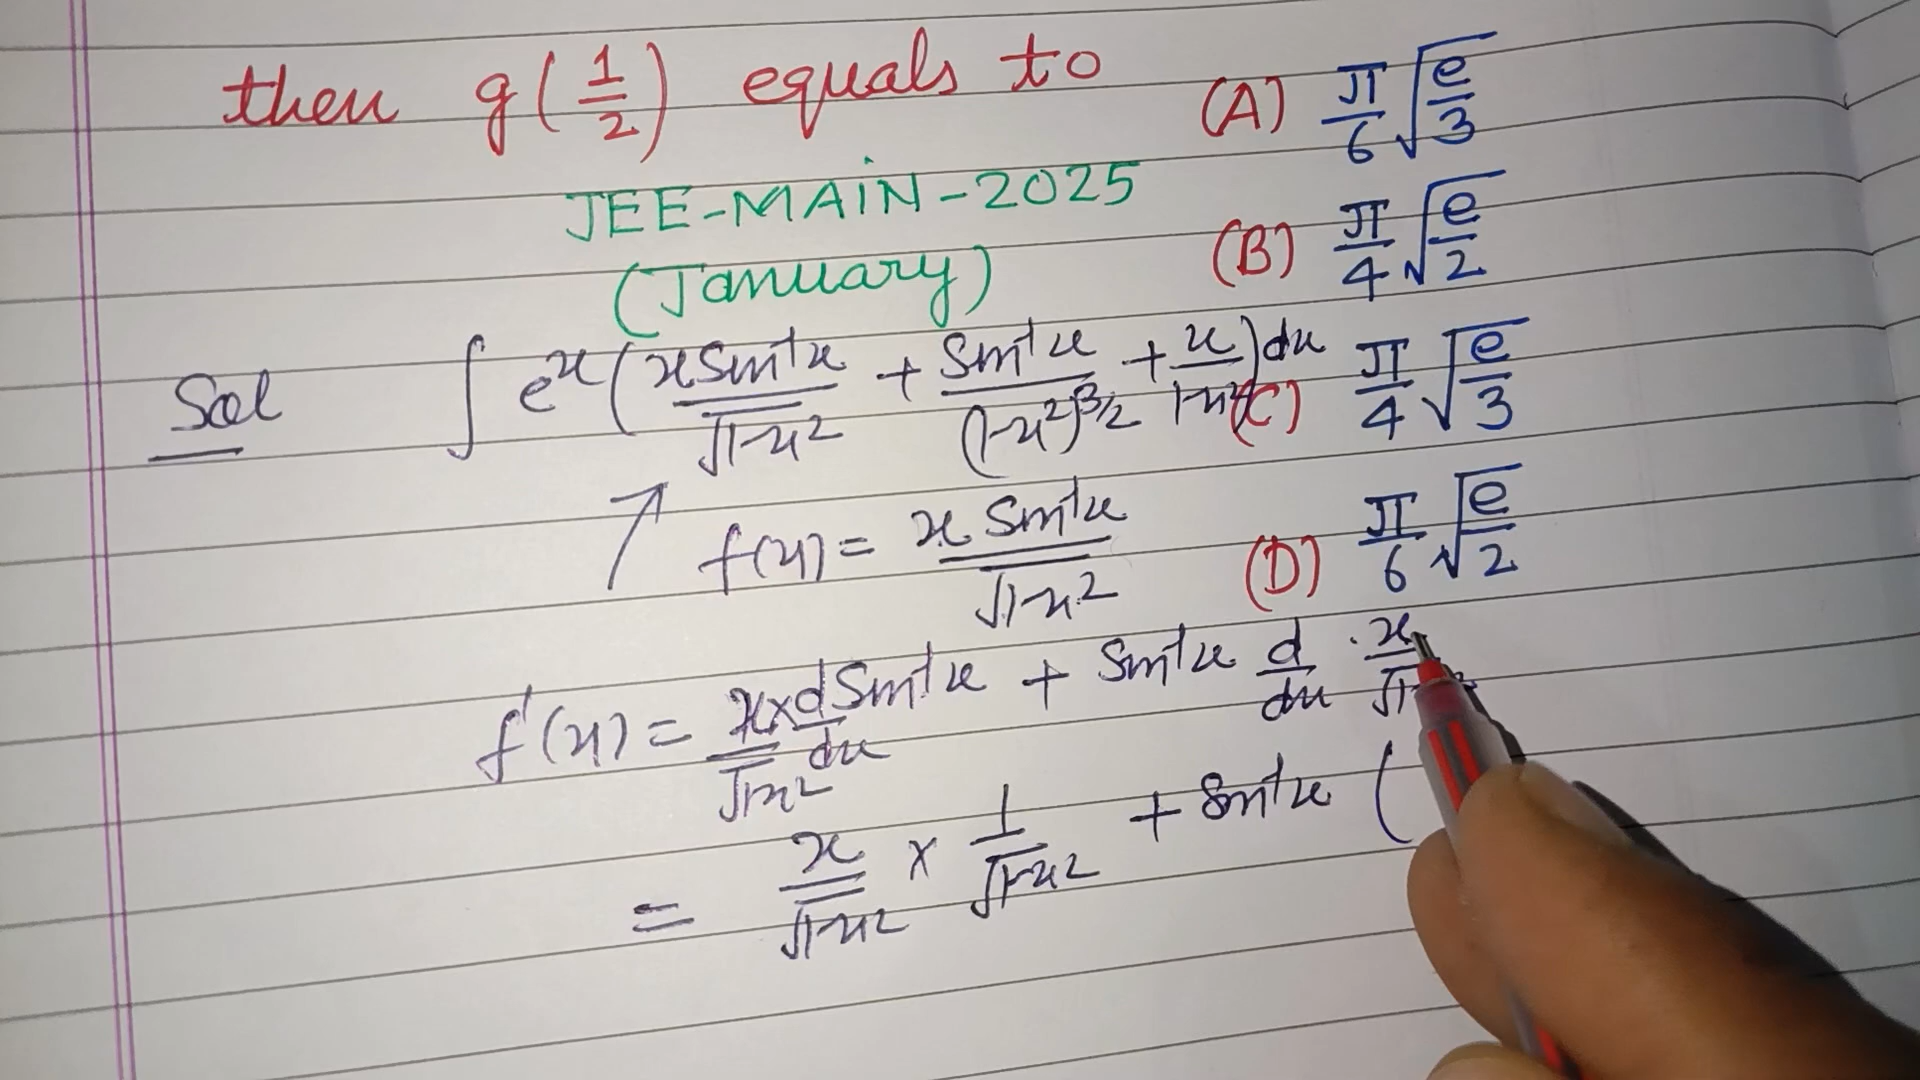 then g(1/2) equals to
(A) π/6 √(e/3)
JEE-MAIN-2025
(January)
(B) π/4 √(e/2)
Sol ∫ e^x (x Sin⁻¹x/√(1-x²) + Sin⁻¹x/(1-x²)^(3/2) + x/(1-x²)) dx
(C) π/4 √(e/3)
f(x) = x Sin⁻¹x/√(1-x²)
(D) π/6 √(e/2)
f'(x) = x/√(1-x²) × d/dx Sin⁻¹x + Sin⁻¹x d/dx · x/√1-
= x/√(1-x²) × 1/√(1-x²) + Sin⁻¹x (